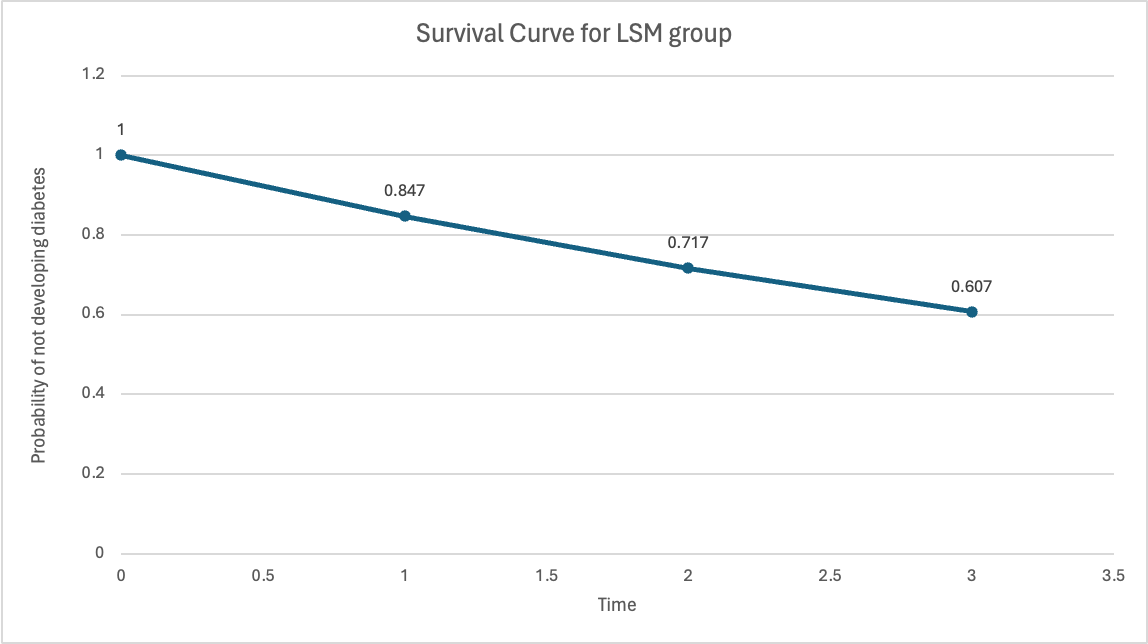 Survival Curve for LSM group
1.2
1
0.8
0.6
0.4
0.2
0
1
0.847
0.717
0.607
Probability of not developing diabetes
0 0.5 1 1.5 2 2.5 3 3.5
Time